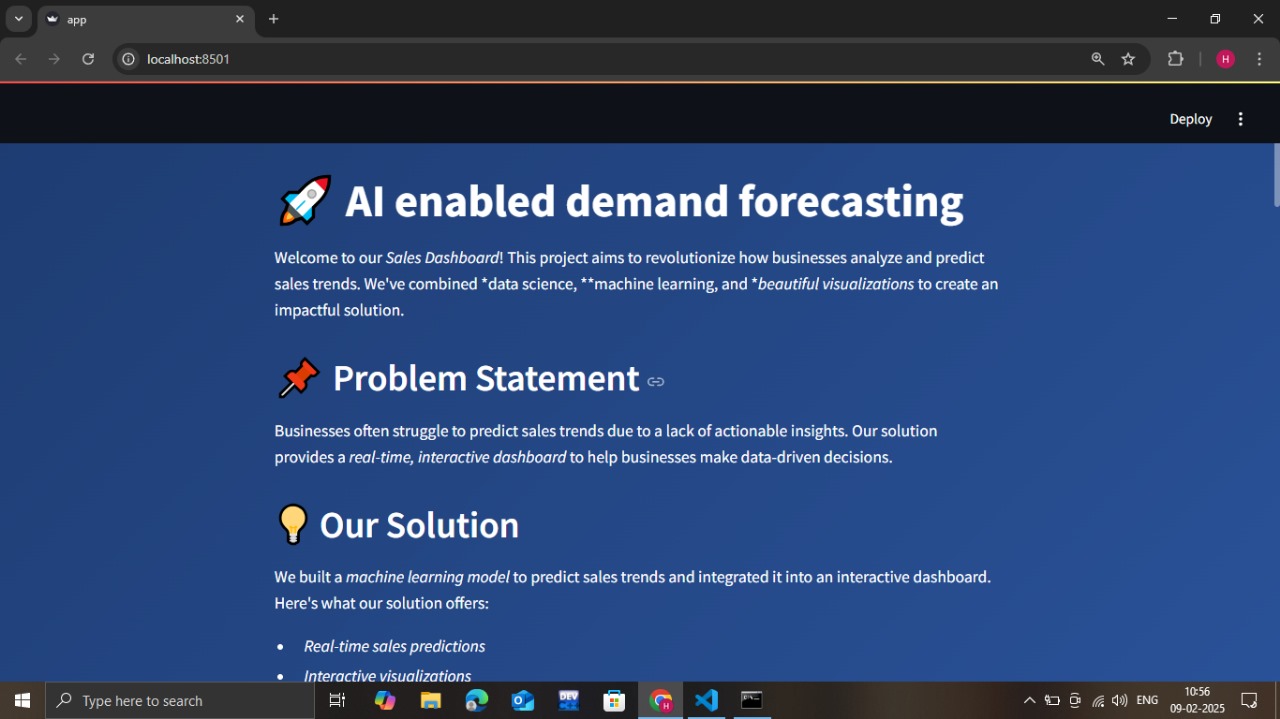 app
localhost:8501
H
Deploy
AI enabled demand forecasting
Welcome to our Sales Dashboard! This project aims to revolutionize how businesses analyze and predict
sales trends. We've combined *data science, **machine learning, and *beautiful visualizations to create an
impactful solution.
Problem Statement
Businesses often struggle to predict sales trends due to a lack of actionable insights. Our solution
provides a real-time, interactive dashboard to help businesses make data-driven decisions.
Our Solution
We built a machine learning model to predict sales trends and integrated it into an interactive dashboard.
Here's what our solution offers:
• Real-time sales predictions
• Interactive visualizations
Type here to search
DEV
H
ENG
10:56
09-02-2025